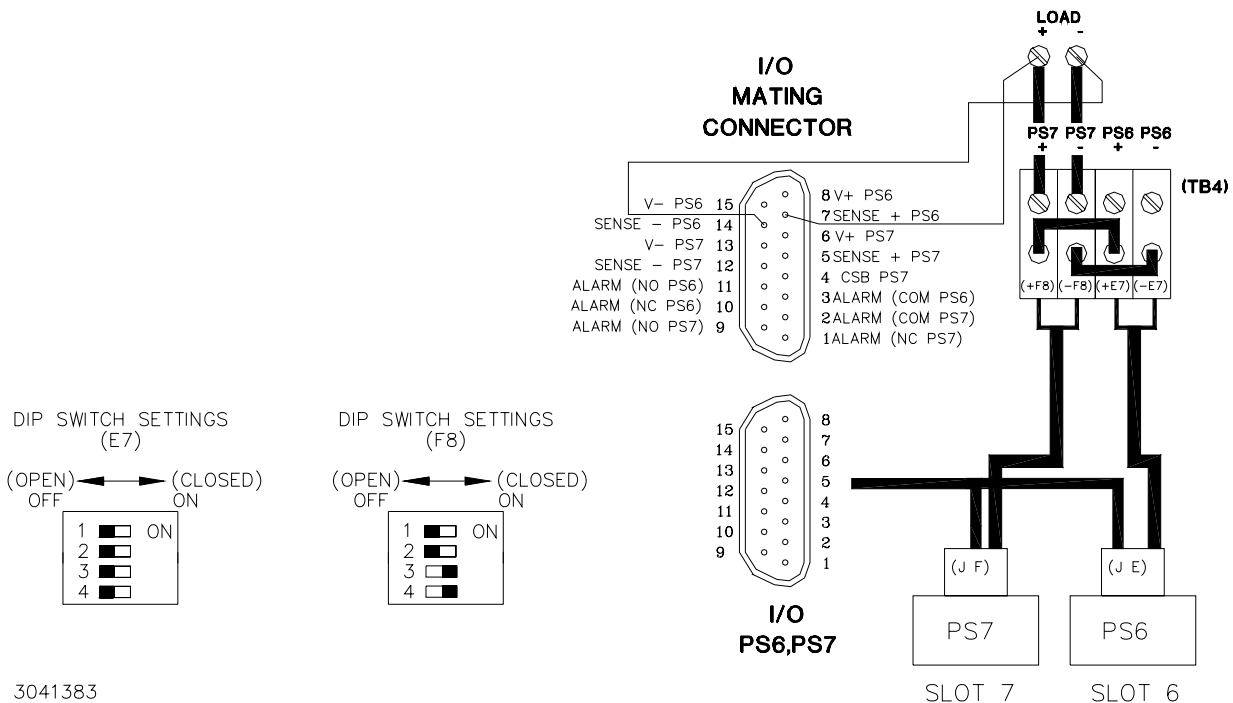 LOAD
+ -
I/O
MATING
CONNECTOR
PS7 PS7 PS6 PS6
+ - + -
(TB4)
V- PS6 15
SENSE - PS6 14
V- PS7 13
SENSE - PS7 12
ALARM (NO PS6) 11
ALARM (NC PS6) 10
ALARM (NO PS7) 9
8 V+ PS6
7 SENSE + PS6
6 V+ PS7
5 SENSE + PS7
4 CSB PS7
3 ALARM (COM PS6)
2 ALARM (COM PS7)
1 ALARM (NC PS7)
(+F8) (-F8) (+E7) (-E7)
DIP SWITCH SETTINGS
(E7)
(OPEN) (CLOSED)
OFF ON
1 ON
2
3
4
DIP SWITCH SETTINGS
(F8)
(OPEN) (CLOSED)
OFF ON
1 ON
2
3
4
15
14
13
12
11
10
9
8
7
6
5
4
3
2
1
I/O
PS6,PS7
(J F)
PS7
SLOT 7
(J E)
PS6
SLOT 6
3041383